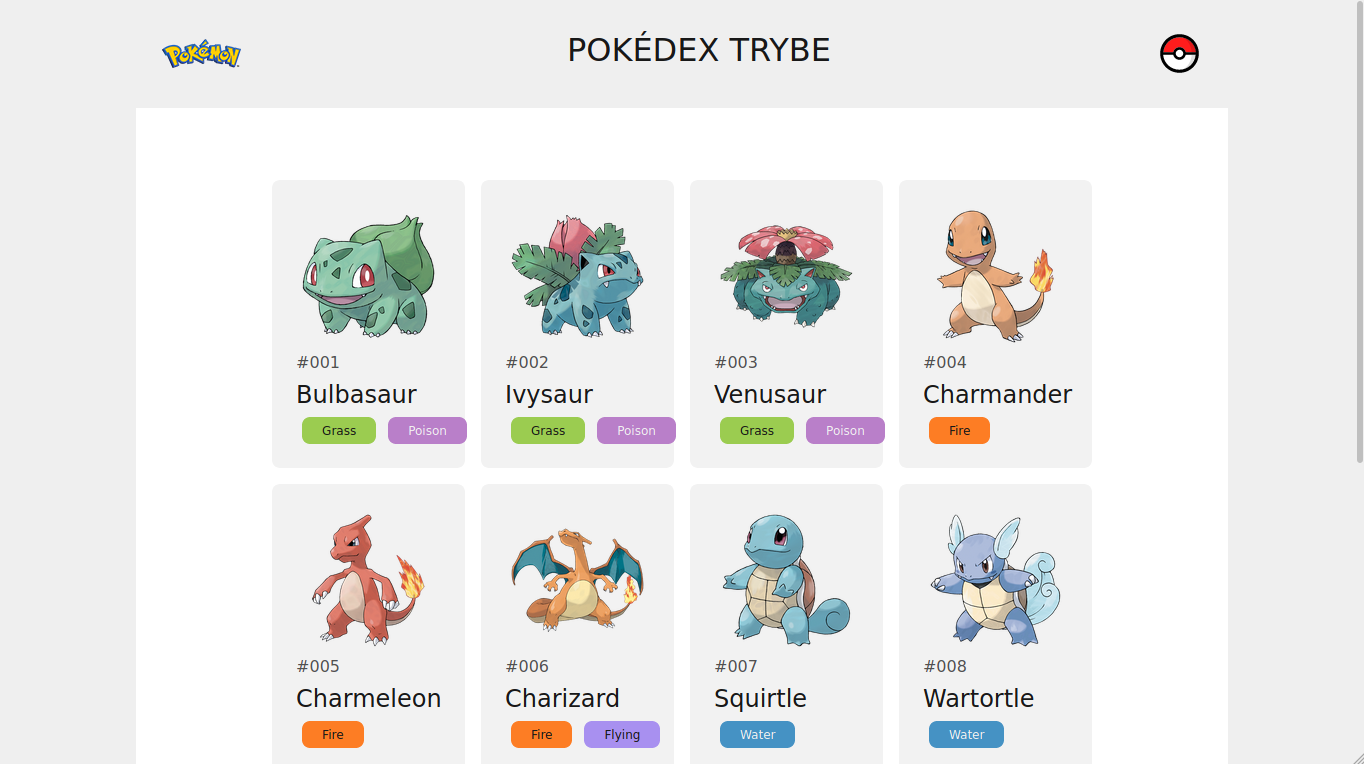 Pokémon
POKÉDEX TRYBE
#001
Bulbasaur
Grass Poison
#002
Ivysaur
Grass Poison
#003
Venusaur
Grass Poison
#004
Charmander
Fire
#005
Charmeleon
Fire
#006
Charizard
Fire Flying
#007
Squirtle
Water
#008
Wartortle
Water